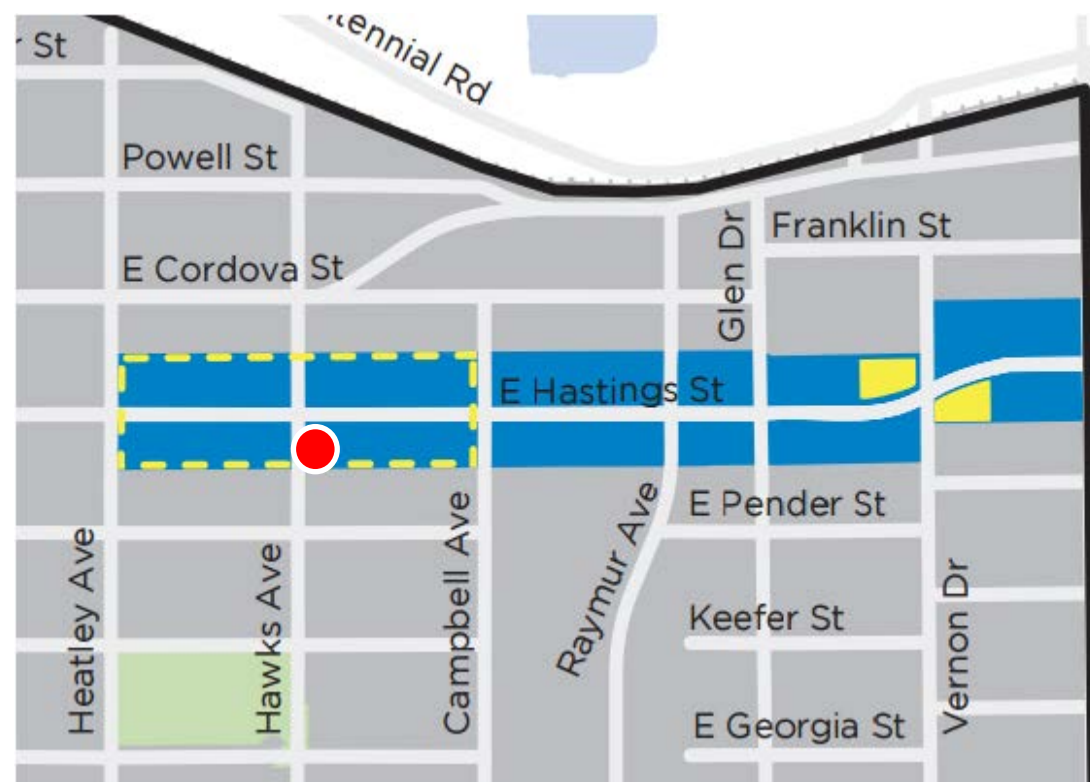 St
tennial Rd
Powell St
Franklin St
Glen Dr
E Cordova St
E Hastings St
E Pender St
Heatley Ave
Hawks Ave
Campbell Ave
Raymur Ave
Vernon Dr
Keefer St
E Georgia St